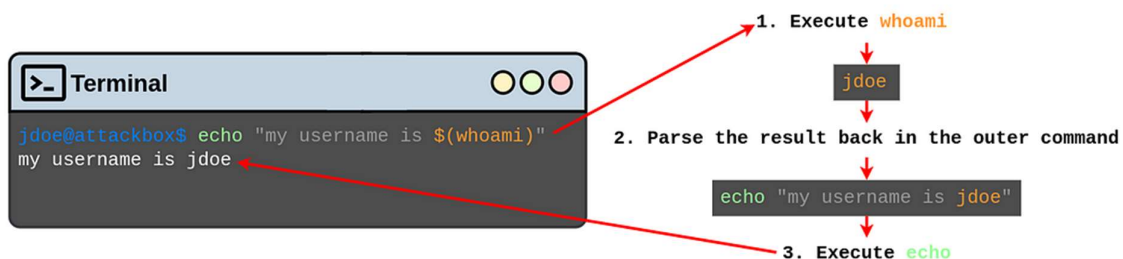 Terminal
jdoe@attackbox$ echo "my username is $(whoami)"
my username is jdoe
1. Execute whoami
jdoe
2. Parse the result back in the outer command
echo "my username is jdoe"
3. Execute echo